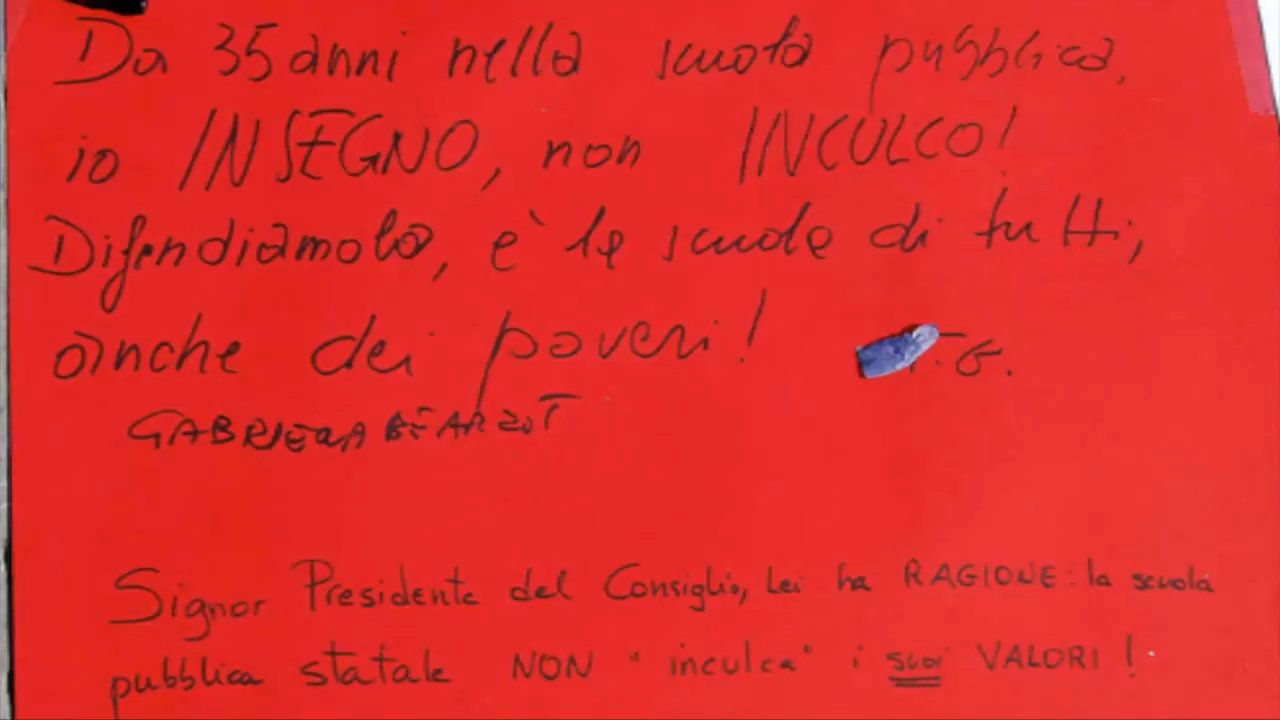 Da 35 anni nella scuola pubblica,
io INSEGNO, non INCULCO!
Difendiamola, è la scuola di tutti,
anche dei poveri!
G.
GABRIELLA BEARZOT
Signor Presidente del Consiglio, Lei ha RAGIONE: la scuola
pubblica statale NON "inculca" i suoi VALORI!